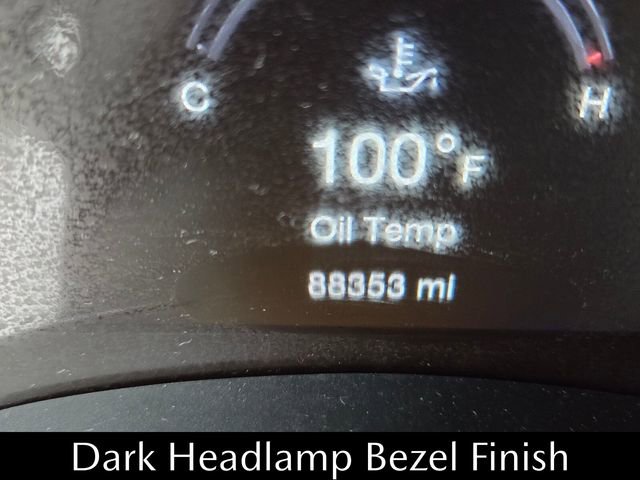 C H
100°F
Oil Temp
88353 mi
Dark Headlamp Bezel Finish